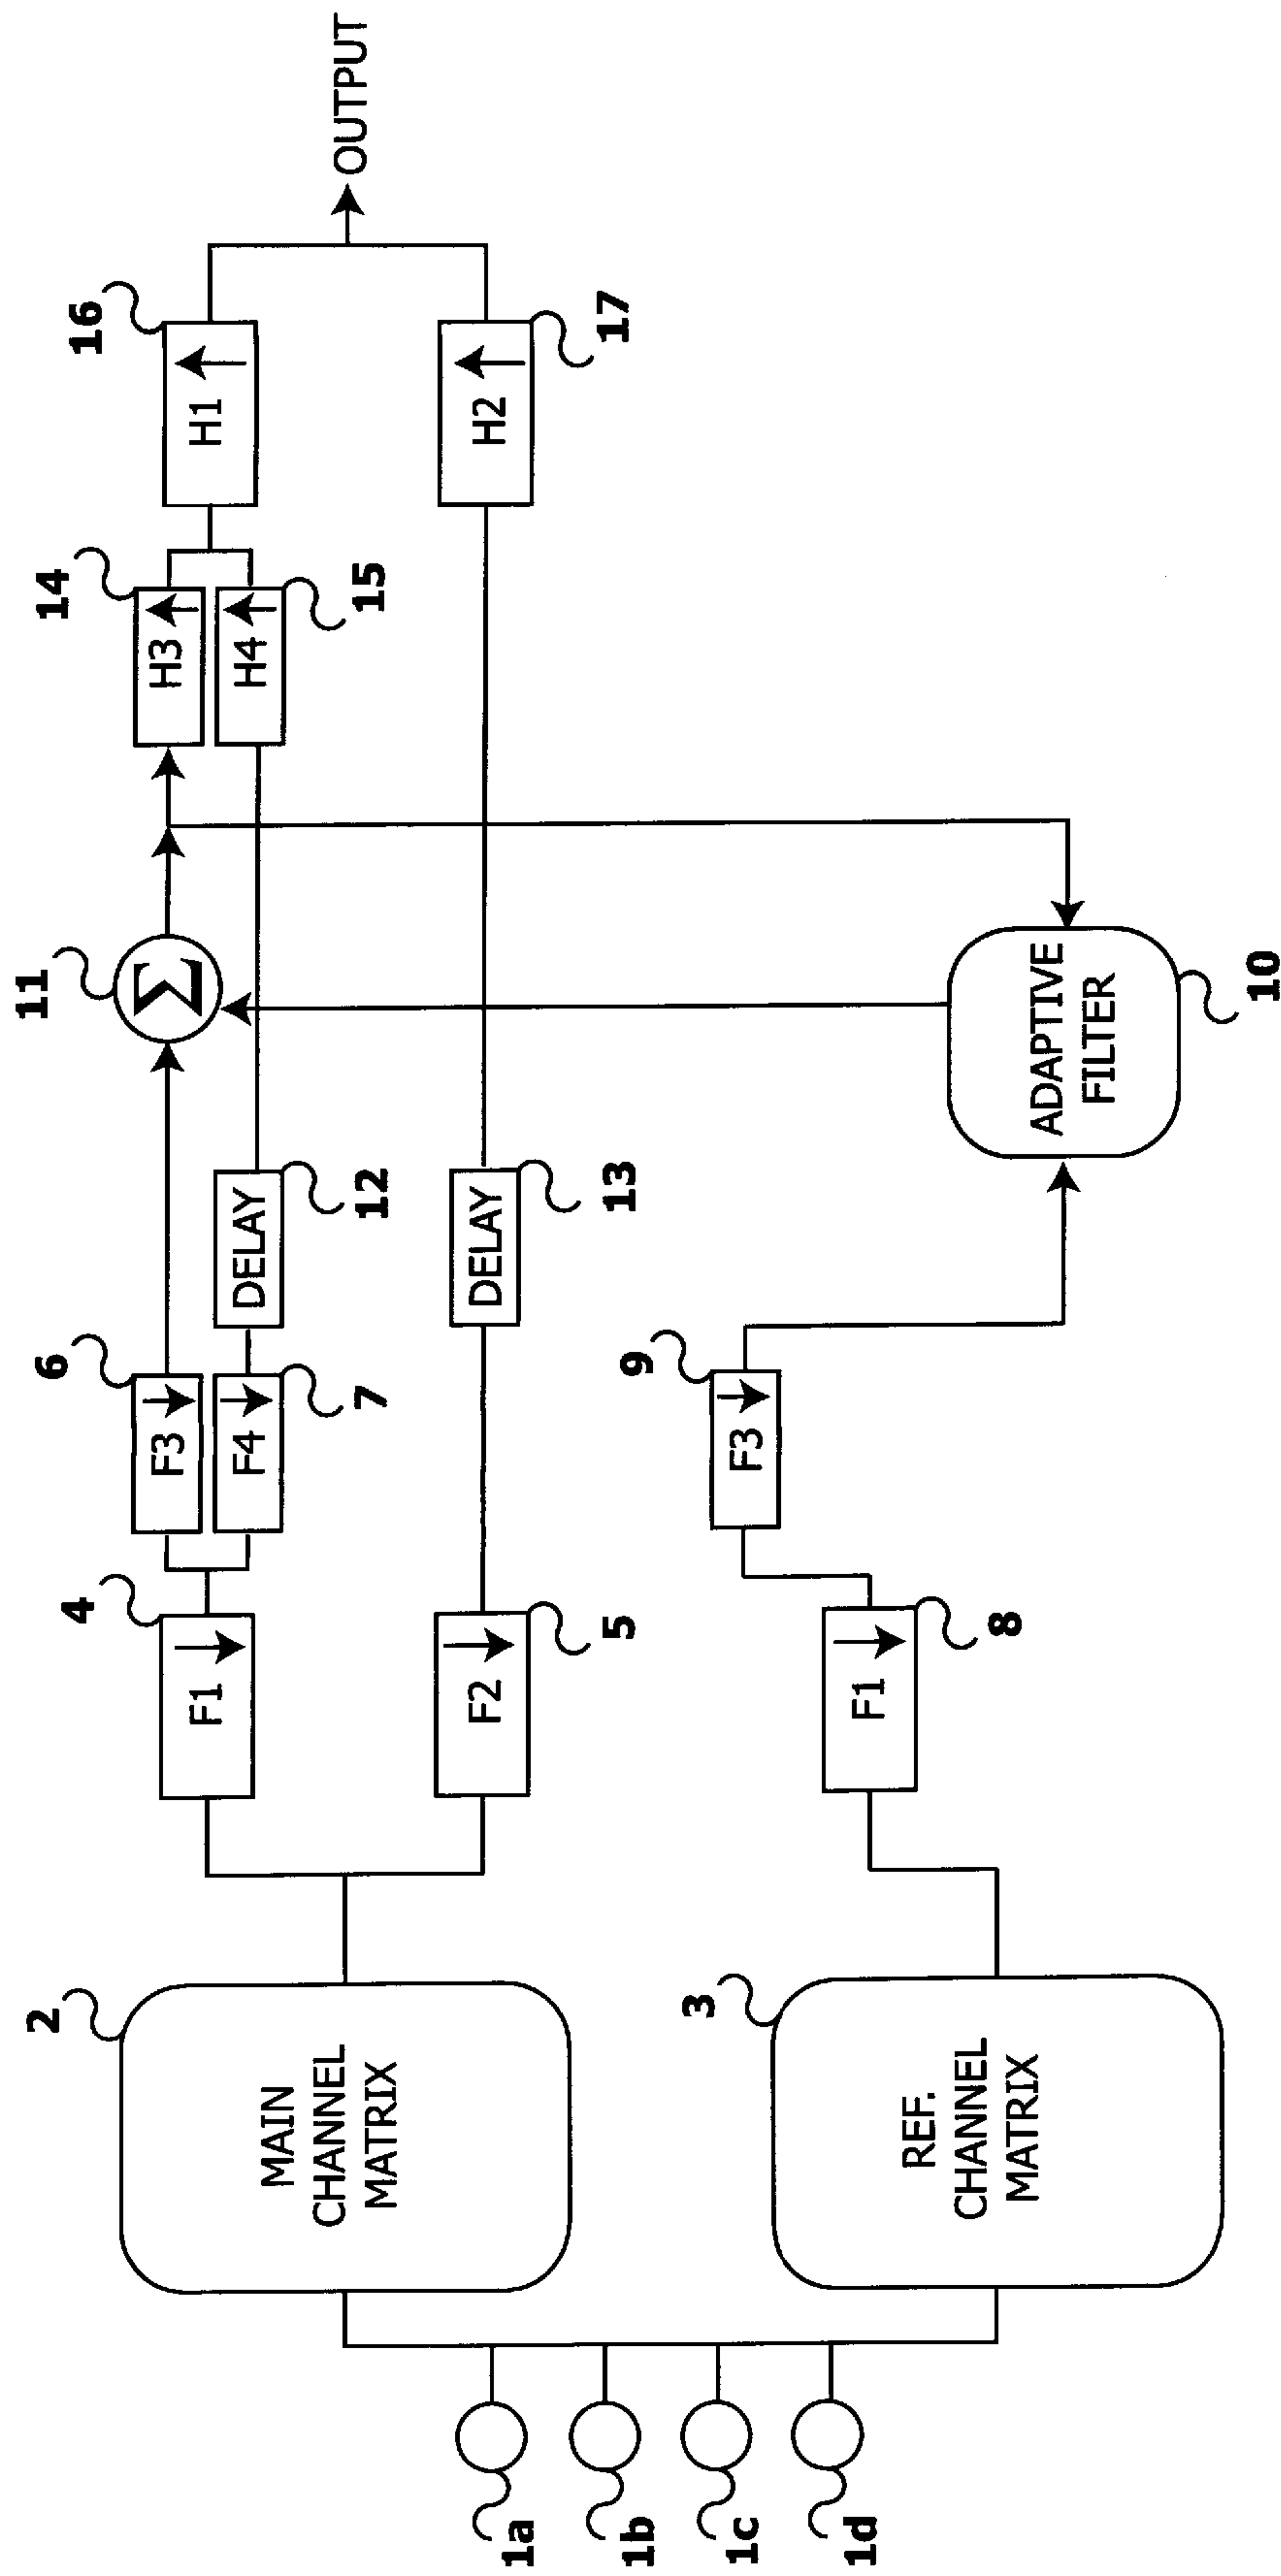 1a
1b
1c
1d
2
MAIN
CHANNEL
MATRIX
3
REF.
CHANNEL
MATRIX
4
F1
5
F2
8
F1
6
F3
F4
7
9
F3
DELAY
12
DELAY
13
11
Σ
ADAPTIVE
FILTER
10
14
H3
H4
15
16
H1
H2
17
OUTPUT